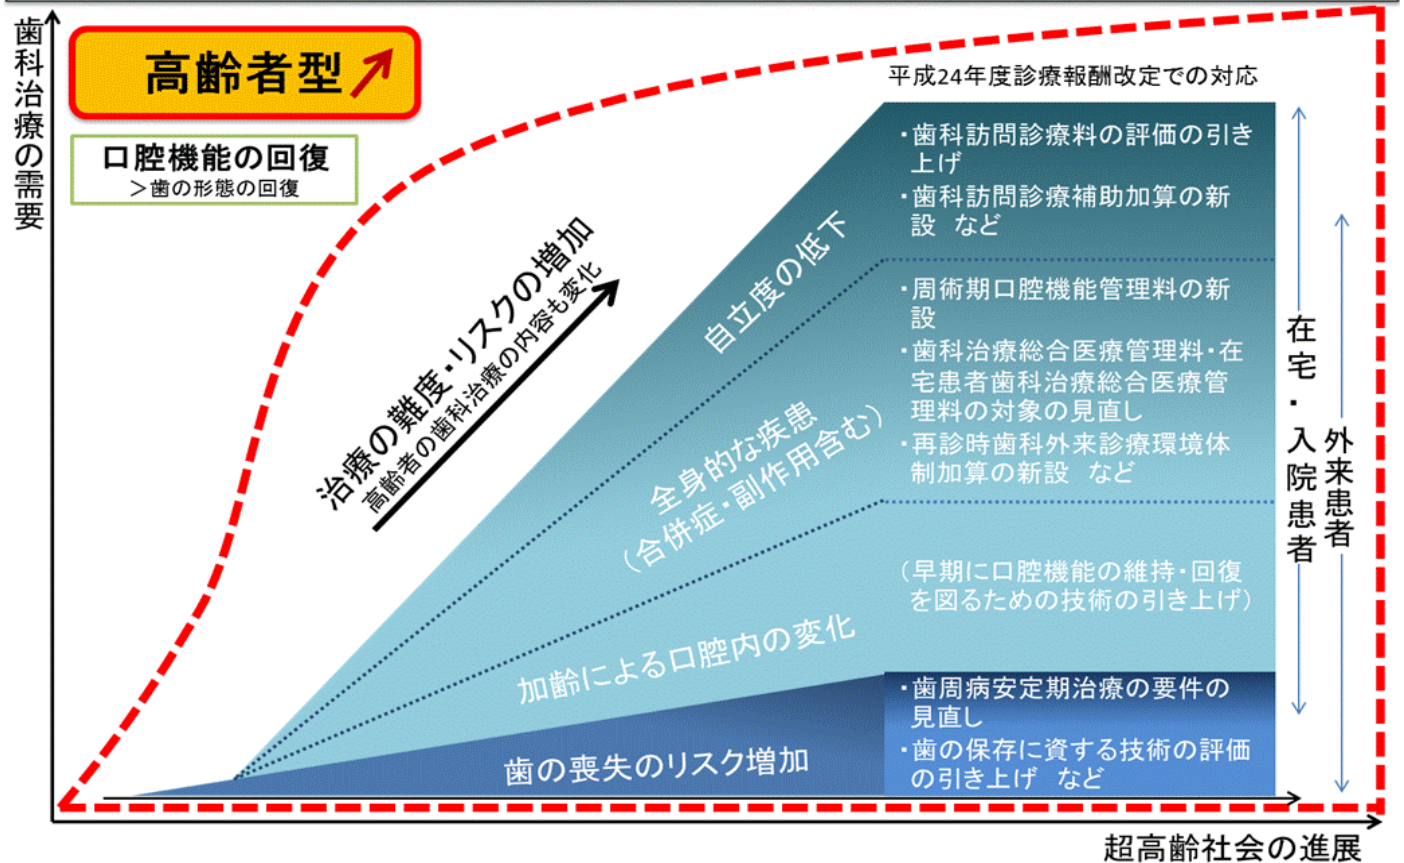 歯科治療の需要
高齢者型
口腔機能の回復
＞歯の形態の回復
治療の難度・リスクの増加
高齢者の歯科治療の内容も変化
自立度の低下
全身的な疾患
（合併症・副作用含む）
加齢による口腔内の変化
歯の喪失のリスク増加
平成24年度診療報酬改定での対応
・歯科訪問診療料の評価の引き
上げ
・歯科訪問診療補助加算の新
設　など
・周術期口腔機能管理料の新
設
・歯科治療総合医療管理料・在
宅患者歯科治療総合医療管
理料の対象の見直し
・再診時歯科外来診療環境体
制加算の新設　など
（早期に口腔機能の維持・回復
を図るための技術の引き上げ）
・歯周病安定期治療の要件の
見直し
・歯の保存に資する技術の評価
の引き上げ　など
在宅・入院患者
外来患者
超高齢社会の進展